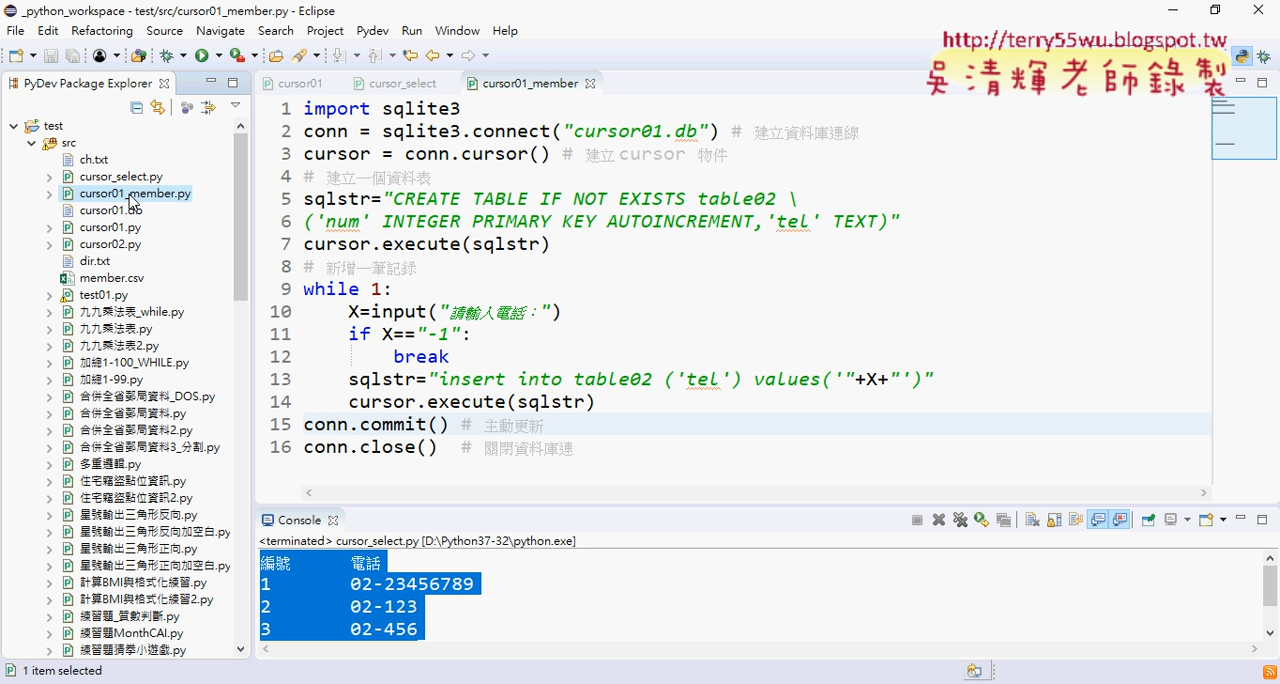 _python_workspace - test/src/cursor01_member.py - Eclipse
File Edit Refactoring Source Navigate Search Project Pydev Run Window Help
http://terry55wu.blogspot.tw
吳清輝老師錄製
PyDev Package Explorer
test
src
ch.txt
cursor_select.py
cursor01_member.py
cursor01.db
cursor01.py
cursor02.py
dir.txt
member.csv
test01.py
九九乘法表_while.py
九九乘法表.py
九九乘法表2.py
加總1-100_WHILE.py
加總1-99.py
合併全省郵局資料_DOS.py
合併全省郵局資料.py
合併全省郵局資料2.py
合併全省郵局資料3_分割.py
多重邏輯.py
住宅竊盜點位資訊.py
住宅竊盜點位資訊2.py
星號輸出三角形反向.py
星號輸出三角形反向加空白.py
星號輸出三角形正向.py
星號輸出三角形正向加空白.py
計算BMI與格式化練習.py
計算BMI與格式化練習2.py
練習題_質數判斷.py
練習題MonthCAI.py
練習題猜拳小遊戲.py
cursor01 cursor_select cursor01_member
1 import sqlite3
2 conn = sqlite3.connect("cursor01.db") # 建立資料庫連線
3 cursor = conn.cursor() # 建立 cursor 物件
4 # 建立一個資料表
5 sqlstr="CREATE TABLE IF NOT EXISTS table02 \
6 ('num' INTEGER PRIMARY KEY AUTOINCREMENT,'tel' TEXT)"
7 cursor.execute(sqlstr)
8 # 新增一筆記錄
9 while 1:
10 X=input("請輸入電話：")
11 if X=="-1":
12 break
13 sqlstr="insert into table02 ('tel') values('"+X+"')"
14 cursor.execute(sqlstr)
15 conn.commit() # 主動更新
16 conn.close() # 關閉資料庫連
Console
<terminated> cursor_select.py [D:\Python37-32\python.exe]
編號 電話
1 02-23456789
2 02-123
3 02-456
1 item selected